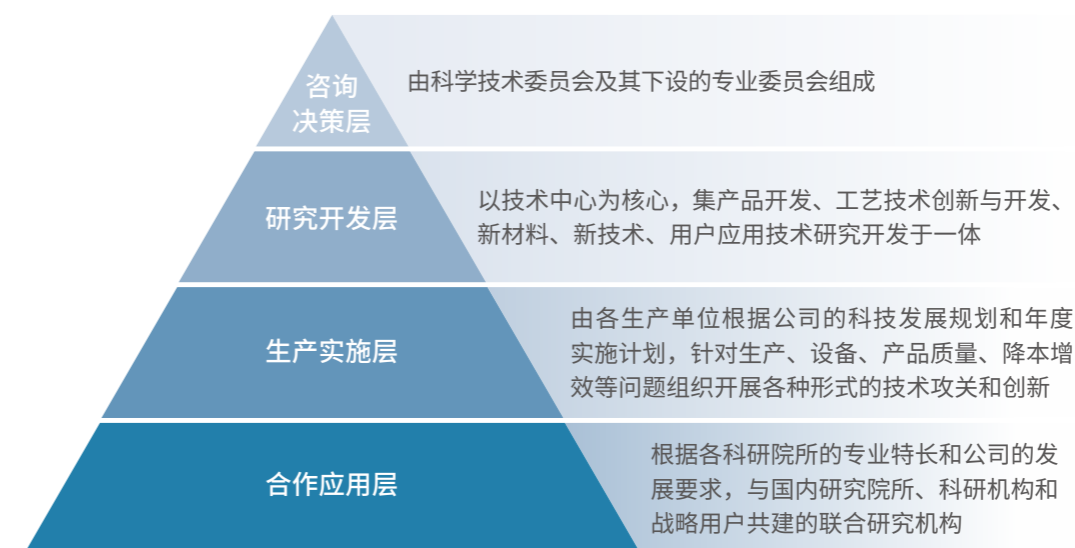 咨询
决策层
由科学技术委员会及其下设的专业委员会组成
研究开发层
以技术中心为核心，集产品开发、工艺技术创新与开发、
新材料、新技术、用户应用技术研究开发于一体
生产实施层
由各生产单位根据公司的科技发展规划和年度
实施计划，针对生产、设备、产品质量、降本增
效等问题组织开展各种形式的技术攻关和创新
合作应用层
根据各科研院所的专业特长和公司的发
展要求，与国内研究院所、科研机构和
战略用户共建的联合研究机构